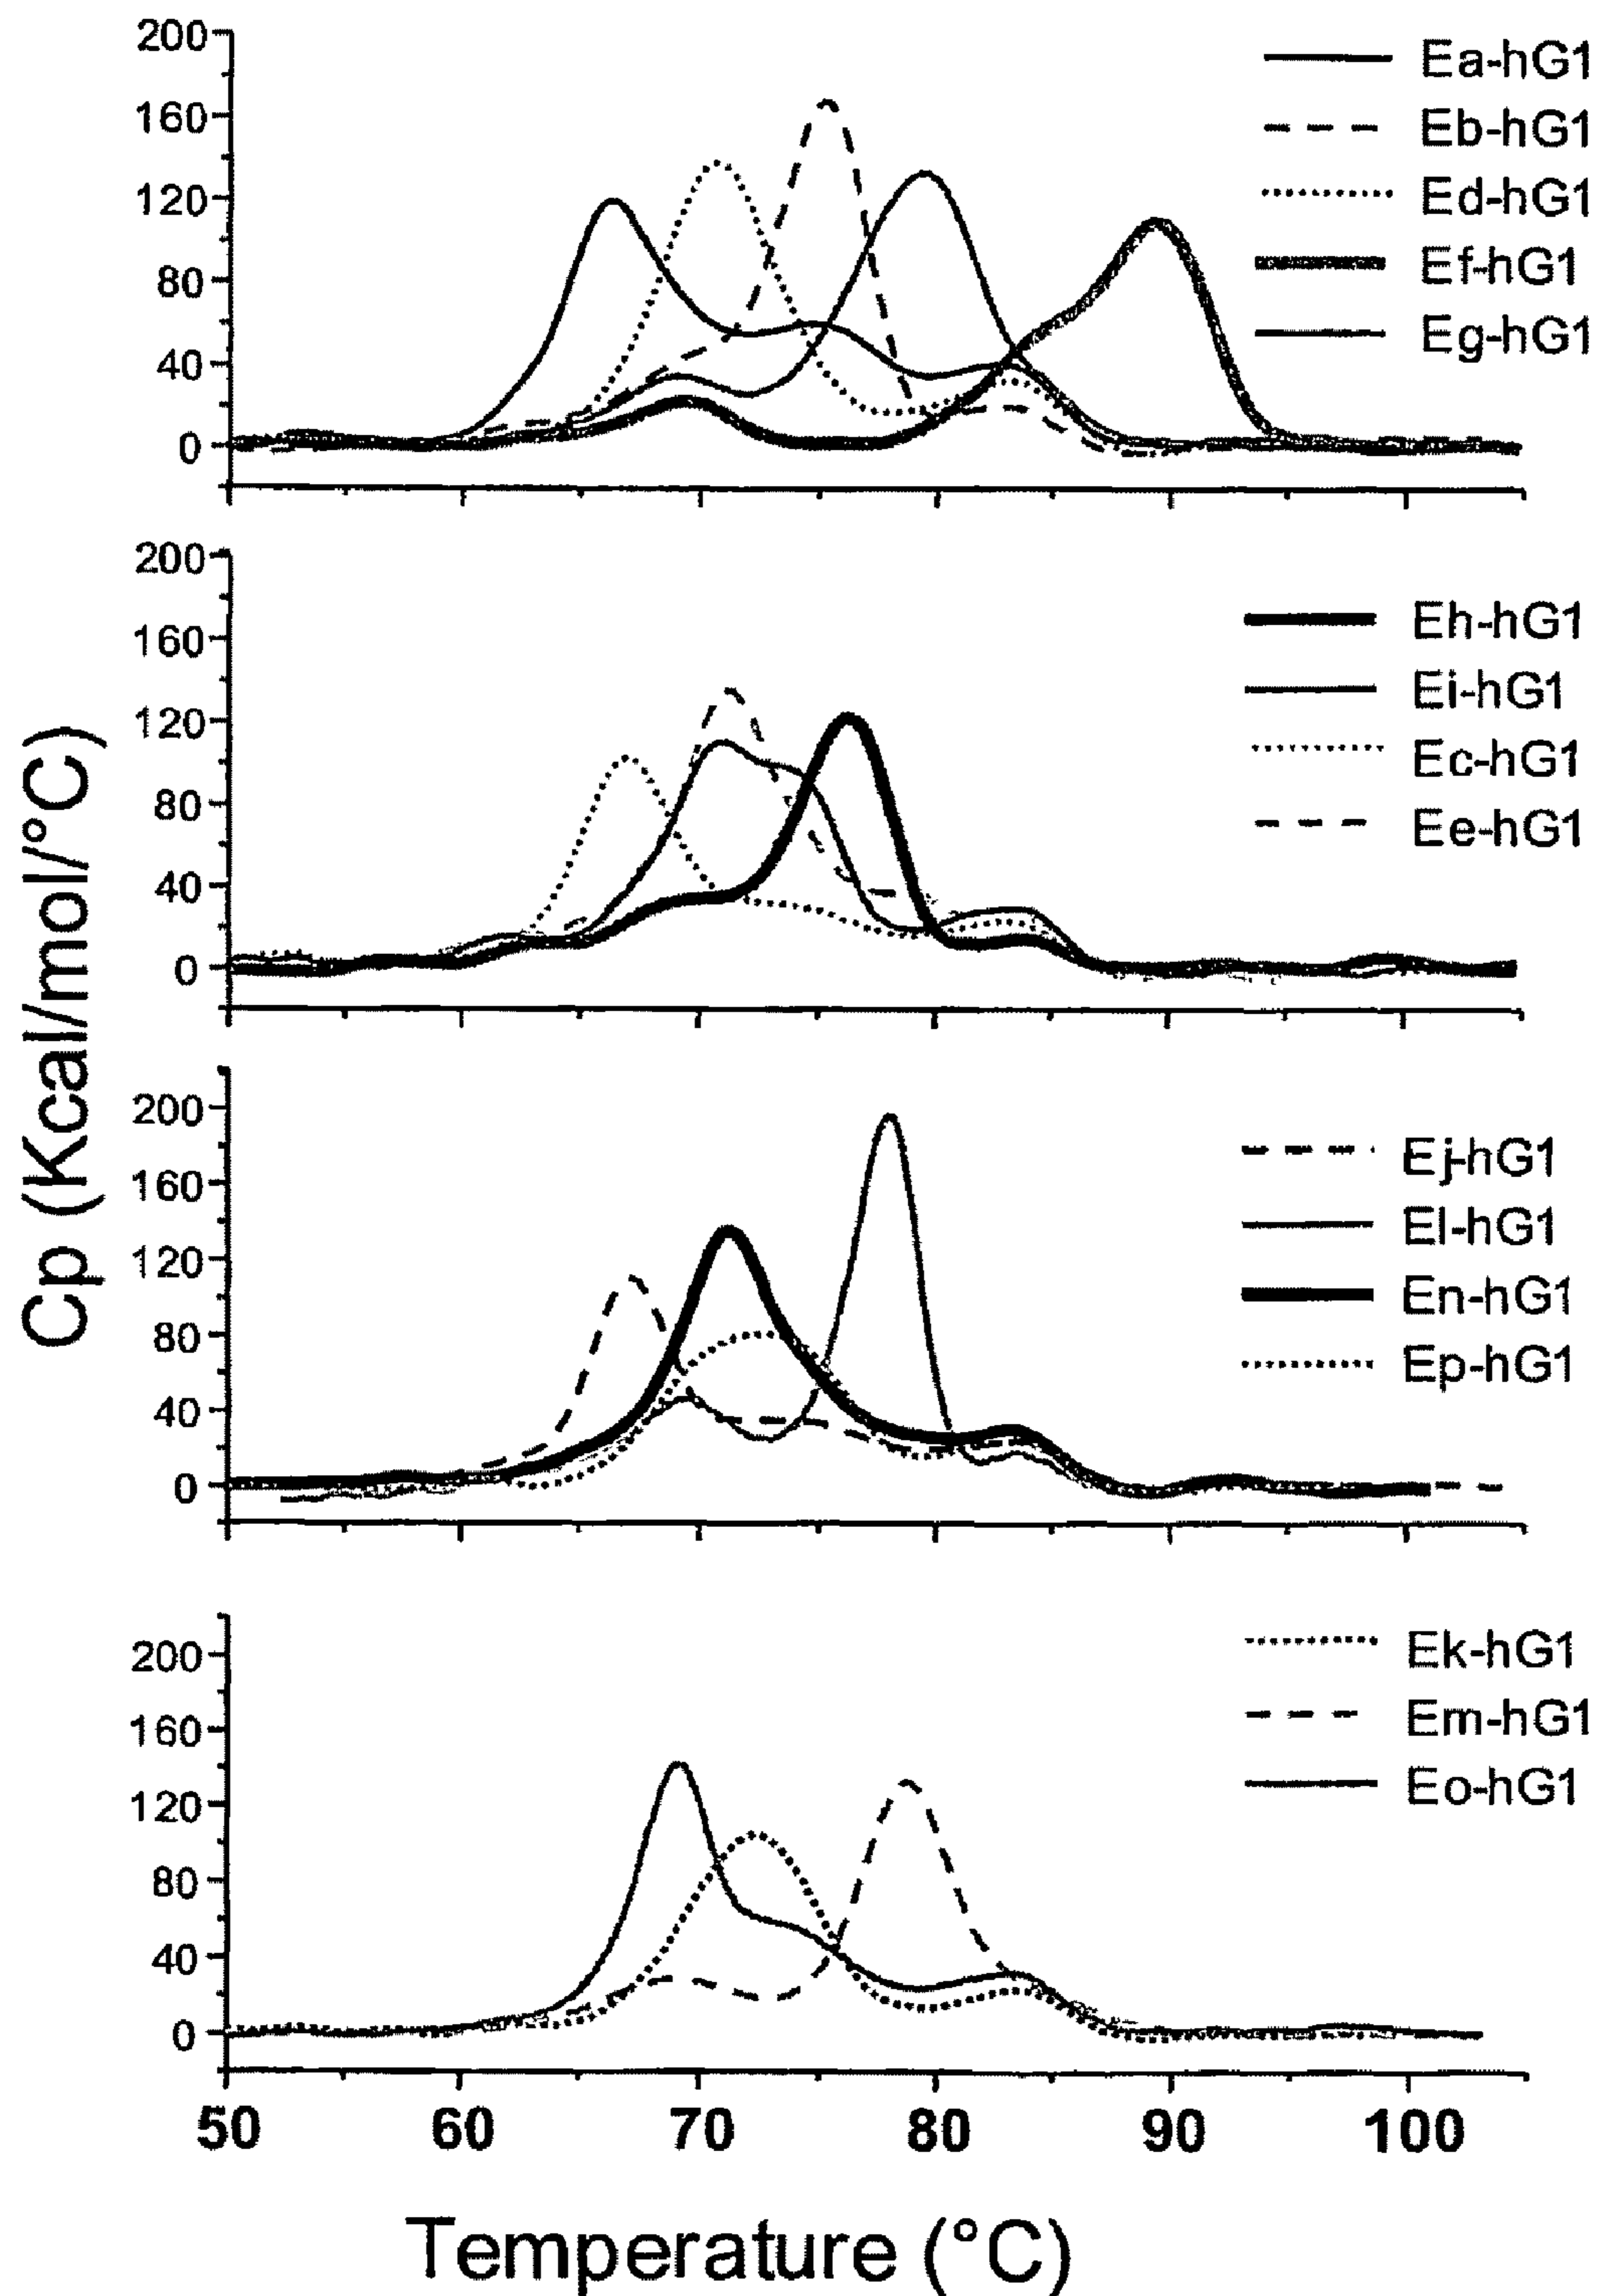 200
160
120
80
40
0
Ea-hG1
Eb-hG1
Ed-hG1
Ef-hG1
Eg-hG1
200
160
120
80
40
0
Eh-hG1
Ei-hG1
Ec-hG1
Ee-hG1
Cp (Kcal/mol/°C)
200
160
120
80
40
0
Ej-hG1
El-hG1
En-hG1
Ep-hG1
200
160
120
80
40
0
Ek-hG1
Em-hG1
Eo-hG1
50 60 70 80 90 100
Temperature (°C)